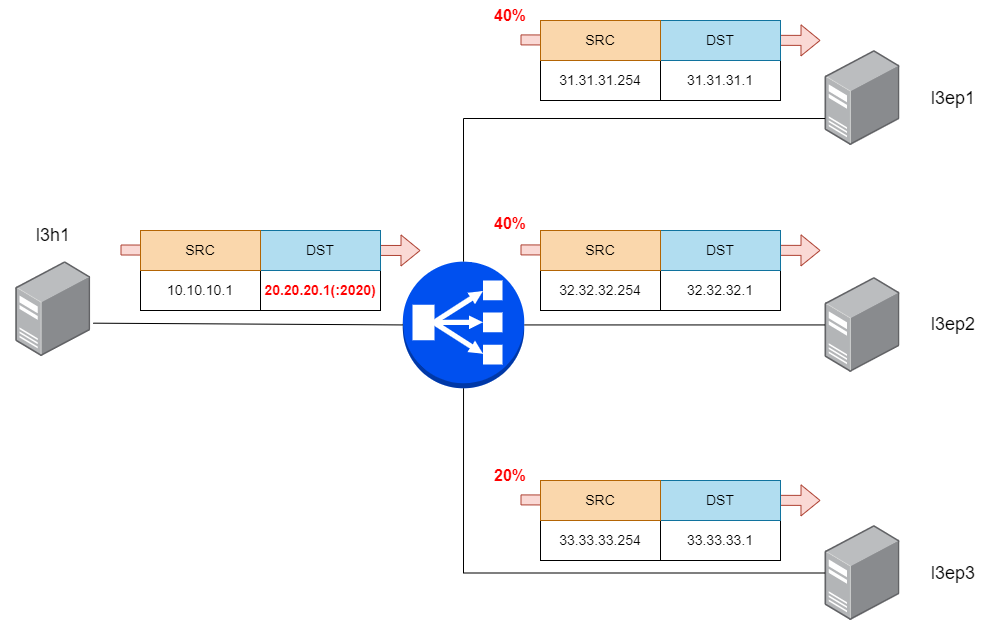 40%
SRC DST
31.31.31.254 31.31.31.1
l3ep1
40%
l3h1
SRC DST
10.10.10.1 20.20.20.1(:2020)
SRC DST
32.32.32.254 32.32.32.1
l3ep2
20%
SRC DST
33.33.33.254 33.33.33.1
l3ep3